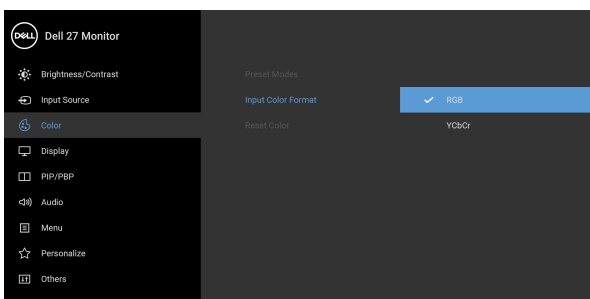 DELL Dell 27 Monitor
Brightness/Contrast Preset Modes
Input Source Input Color Format RGB
Color Reset Color YCbCr
Display
PIP/PBP
Audio
Menu
Personalize
Others